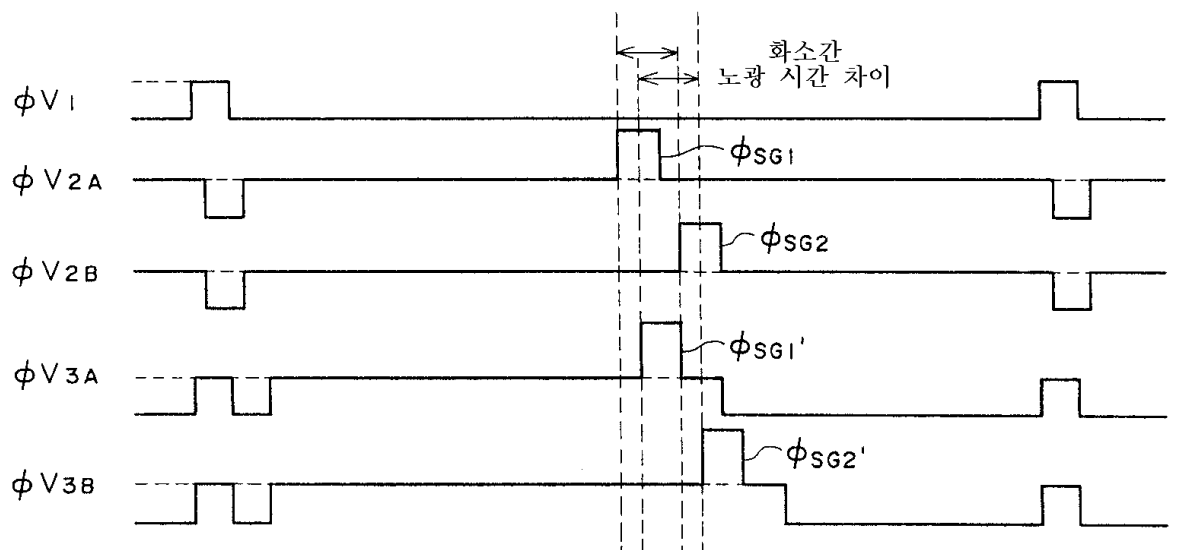 화소간
노광 시간 차이
φV1
φSG1
φV2A
φSG2
φV2B
φSG1'
φV3A
φSG2'
φV3B